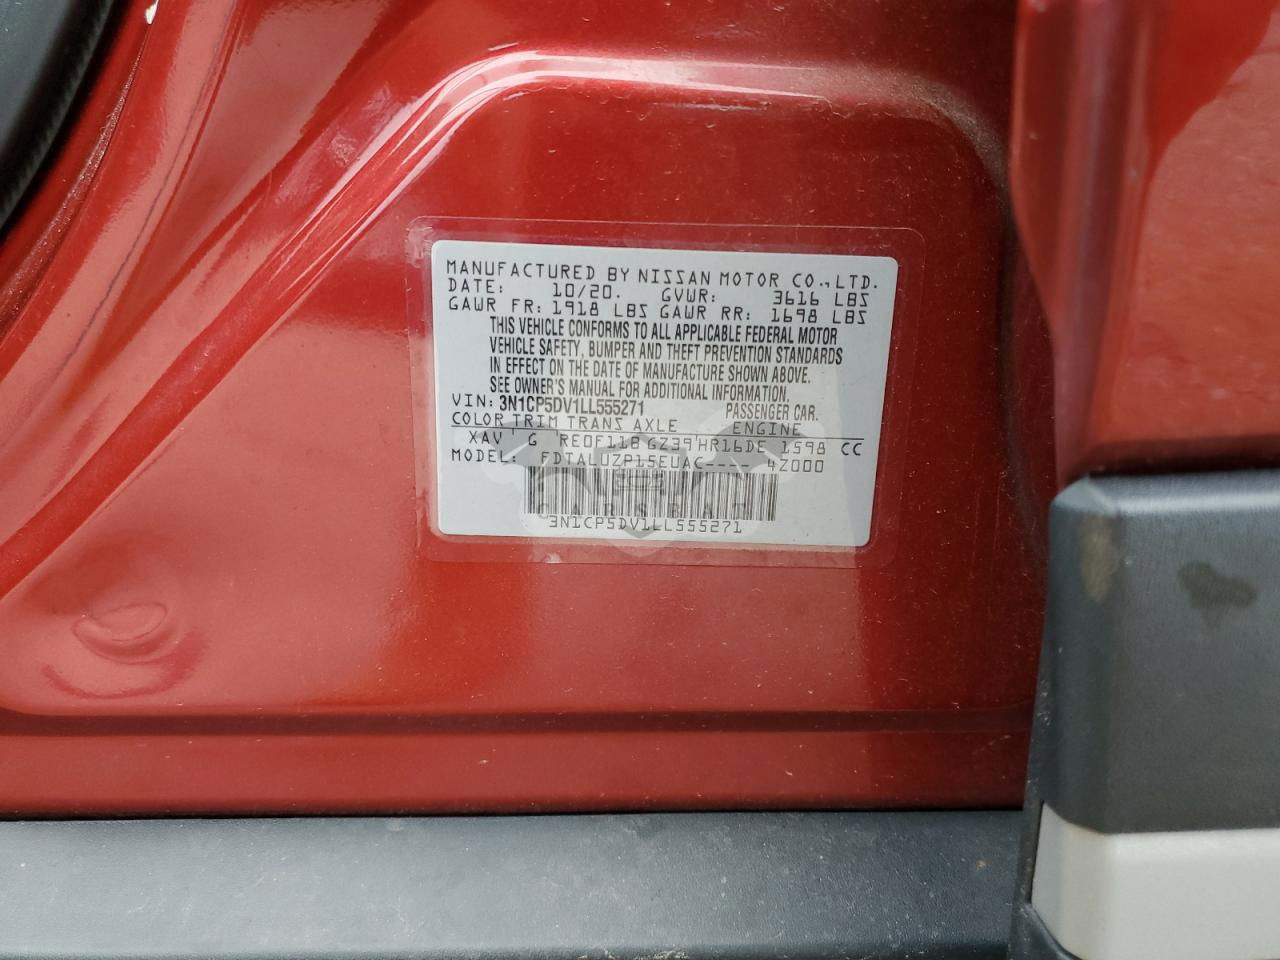 MANUFACTURED BY NISSAN MOTOR CO.,LTD.
DATE: 10/20. GVWR: 3616 LBS
GAWR FR: 1918 LBS GAWR RR: 1698 LBS
THIS VEHICLE CONFORMS TO ALL APPLICABLE FEDERAL MOTOR
VEHICLE SAFETY, BUMPER AND THEFT PREVENTION STANDARDS
IN EFFECT ON THE DATE OF MANUFACTURE SHOWN ABOVE.
SEE OWNER'S MANUAL FOR ADDITIONAL INFORMATION.
VIN: 3N1CP5DV1LL555271 PASSENGER CAR.
COLOR TRIM TRANS AXLE ENGINE
XAV G RE0F11B GZ39 HR16DE 1598 CC
MODEL: FDTALUZP15EUAC---- 4Z000
CARSBAT
3N1CP5DV1LL555271